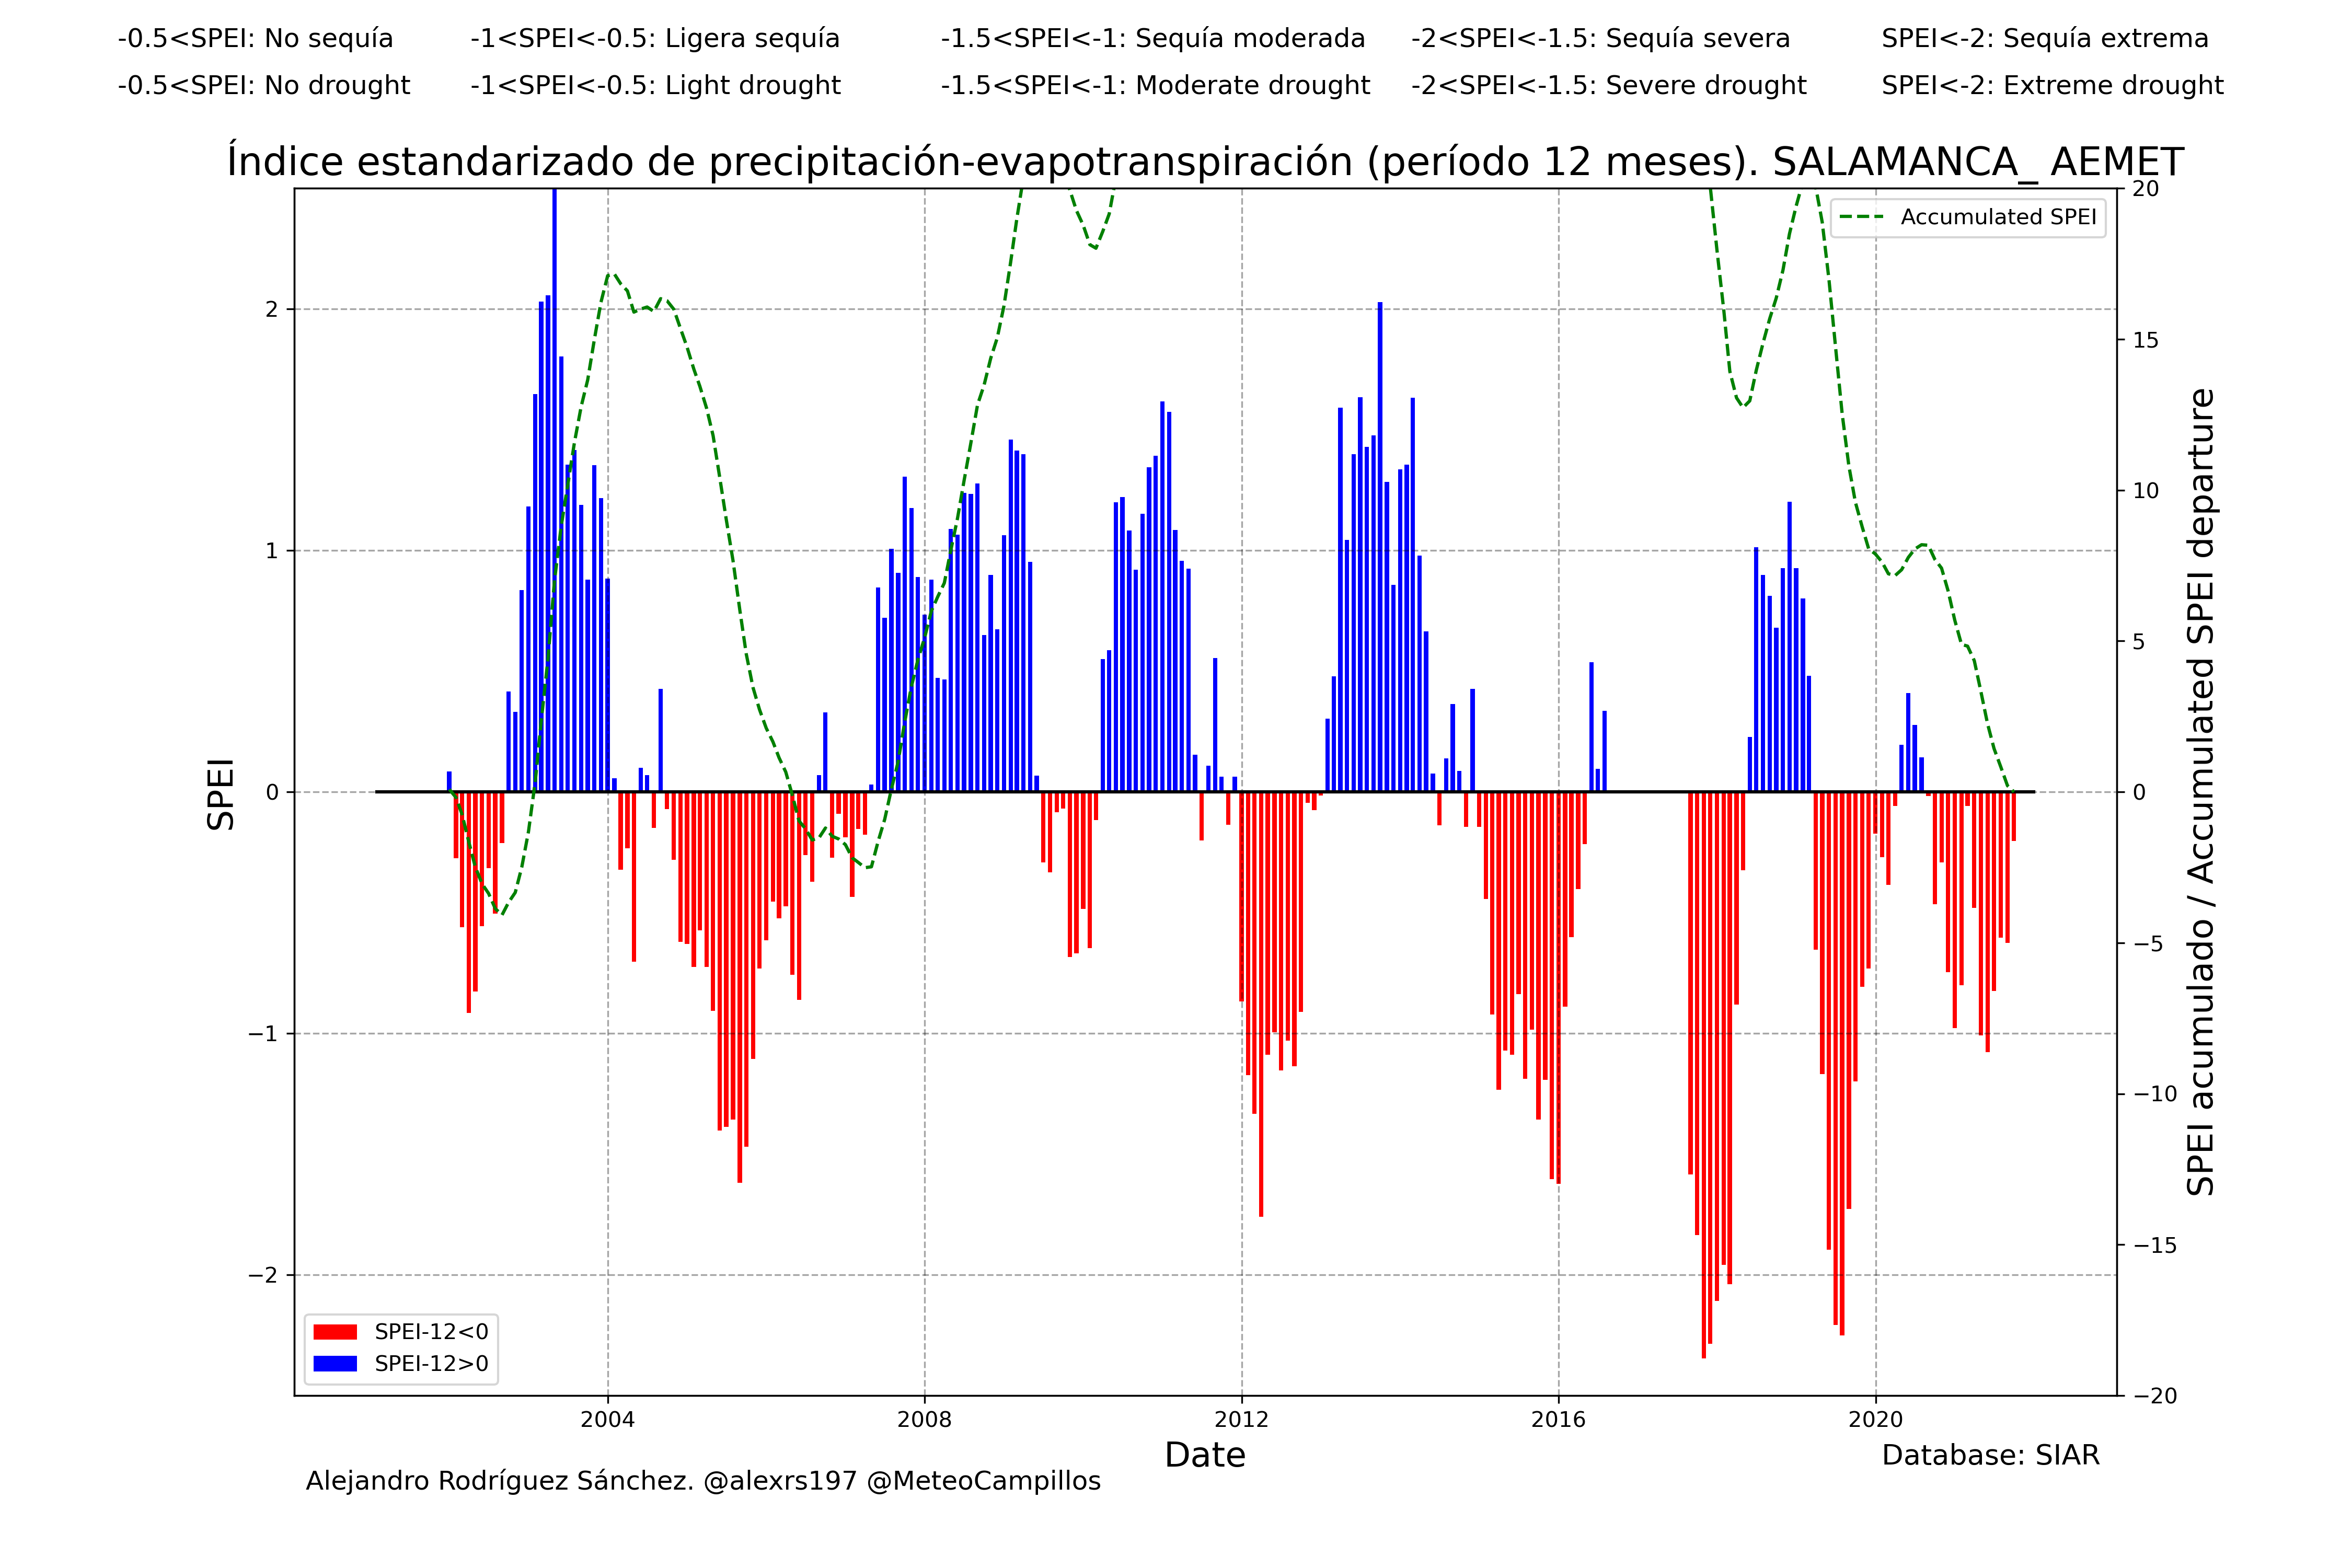 -0.5<SPEI: No sequía -1<SPEI<-0.5: Ligera sequía -1.5<SPEI<-1: Sequía moderada -2<SPEI<-1.5: Sequía severa SPEI<-2: Sequía extrema
-0.5<SPEI: No drought -1<SPEI<-0.5: Light drought -1.5<SPEI<-1: Moderate drought -2<SPEI<-1.5: Severe drought SPEI<-2: Extreme drought
Índice estandarizado de precipitación-evapotranspiración (período 12 meses). SALAMANCA_ AEMET
Accumulated SPEI
SPEI
2
1
0
−1
−2
20
15
10
5
0
−5
−10
−15
−20
SPEI acumulado / Accumulated SPEI departure
SPEI-12<0
SPEI-12>0
2004 2008 2012 2016 2020
Date
Database: SIAR
Alejandro Rodríguez Sánchez. @alexrs197 @MeteoCampillos